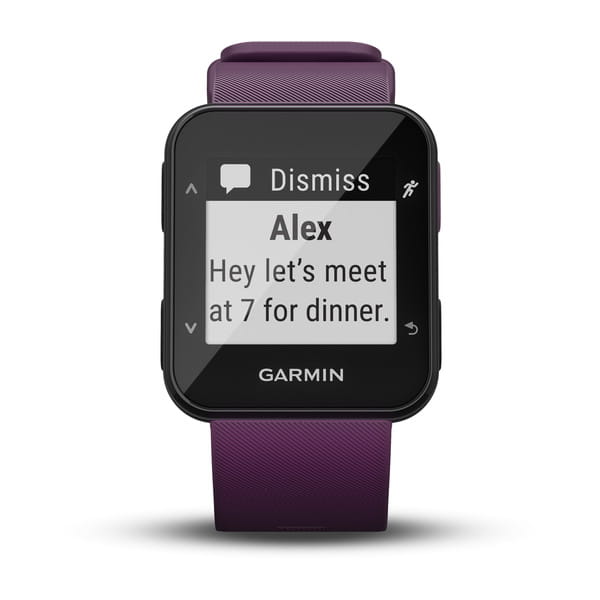 Dismiss
Alex
Hey let’s meet
at 7 for dinner.
GARMIN